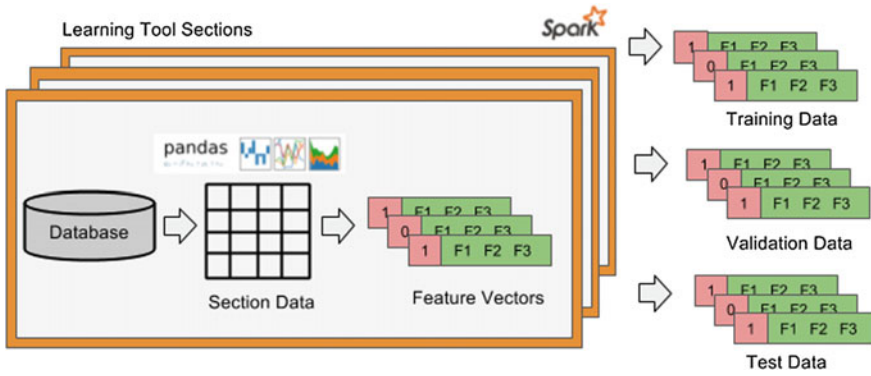 Learning Tool Sections
Spark
pandas
Database
Section Data
1 F1 F2 F3
0 F1 F2 F3
1 F1 F2 F3
Feature Vectors
1 F1 F2 F3
0 F1 F2 F3
1 F1 F2 F3
Training Data
1 F1 F2 F3
0 F1 F2 F3
1 F1 F2 F3
Validation Data
1 F1 F2 F3
0 F1 F2 F3
1 F1 F2 F3
Test Data